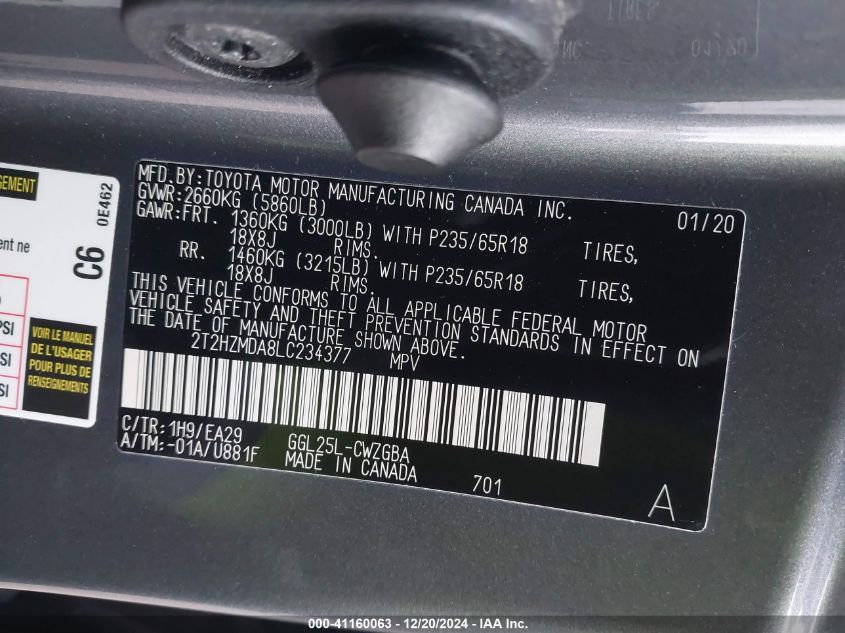 MFD.BY:TOYOTA MOTOR MANUFACTURING CANADA INC. 01/20
GVWR:2660KG (5860LB)
GAWR:FRT. 1360KG (3000LB) WITH P235/65R18 TIRES,
18X8J RIMS.
RR. 1460KG (3215LB) WITH P235/65R18 TIRES,
18X8J RIMS.
THIS VEHICLE CONFORMS TO ALL APPLICABLE FEDERAL MOTOR
VEHICLE SAFETY AND THEFT PREVENTION STANDARDS IN EFFECT ON
THE DATE OF MANUFACTURE SHOWN ABOVE.
2T2HZMDA8LC234377 MPV
C/TR:1H9/EA29 GGL25L-CWZGBA
A/TM:-01A/U881F MADE IN CANADA 701 A
0E462
C6
ent ne
PSI
SI
SI
VOIR LE MANUEL
DE L'USAGER
POUR PLUS DE
RENSEIGNEMENTS
000-41160063 - 12/20/2024 - IAA Inc.